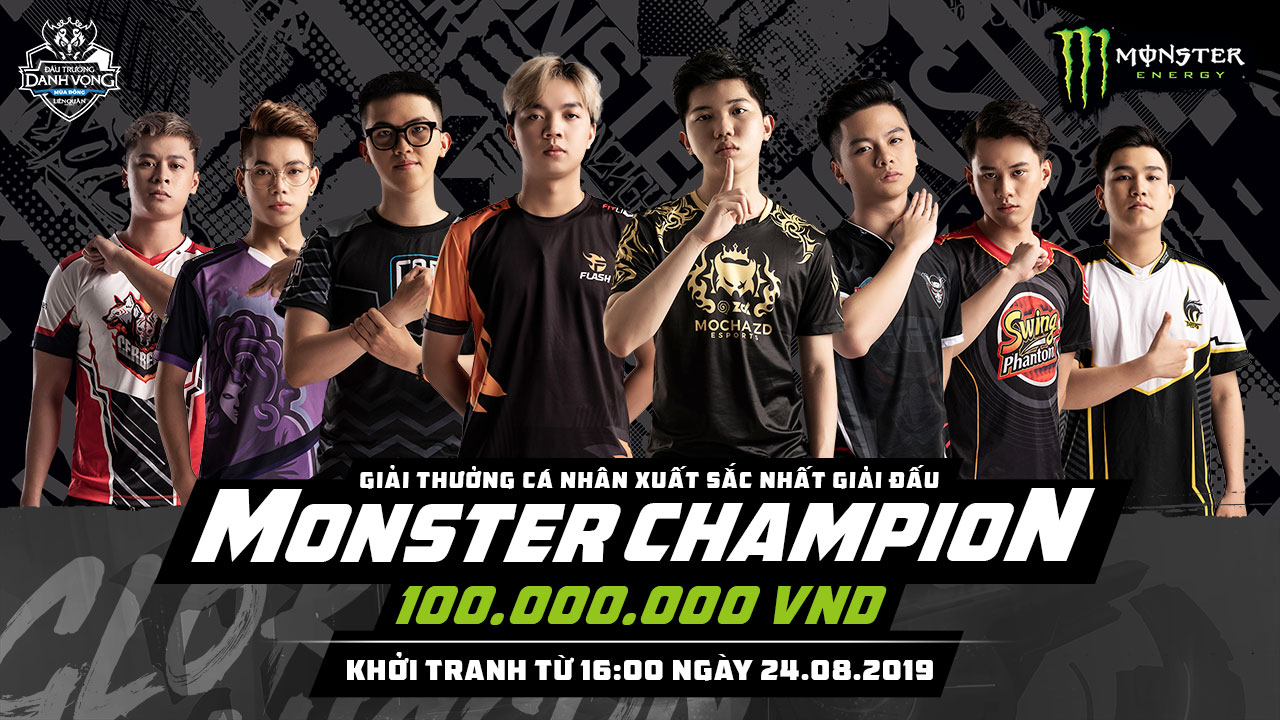 ĐẤU TRƯỜNG
DANH VỌNG
MÙA ĐÔNG
LIÊN QUÂN
MONSTER
ENERGY
FLASH
MOCHA ZD
ESPORTS
Swing
Phantom
GIẢI THƯỞNG CÁ NHÂN XUẤT SẮC NHẤT GIẢI ĐẤU
MONSTER CHAMPION
100.000.000 VND
KHỞI TRANH TỪ 16:00 NGÀY 24.08.2019